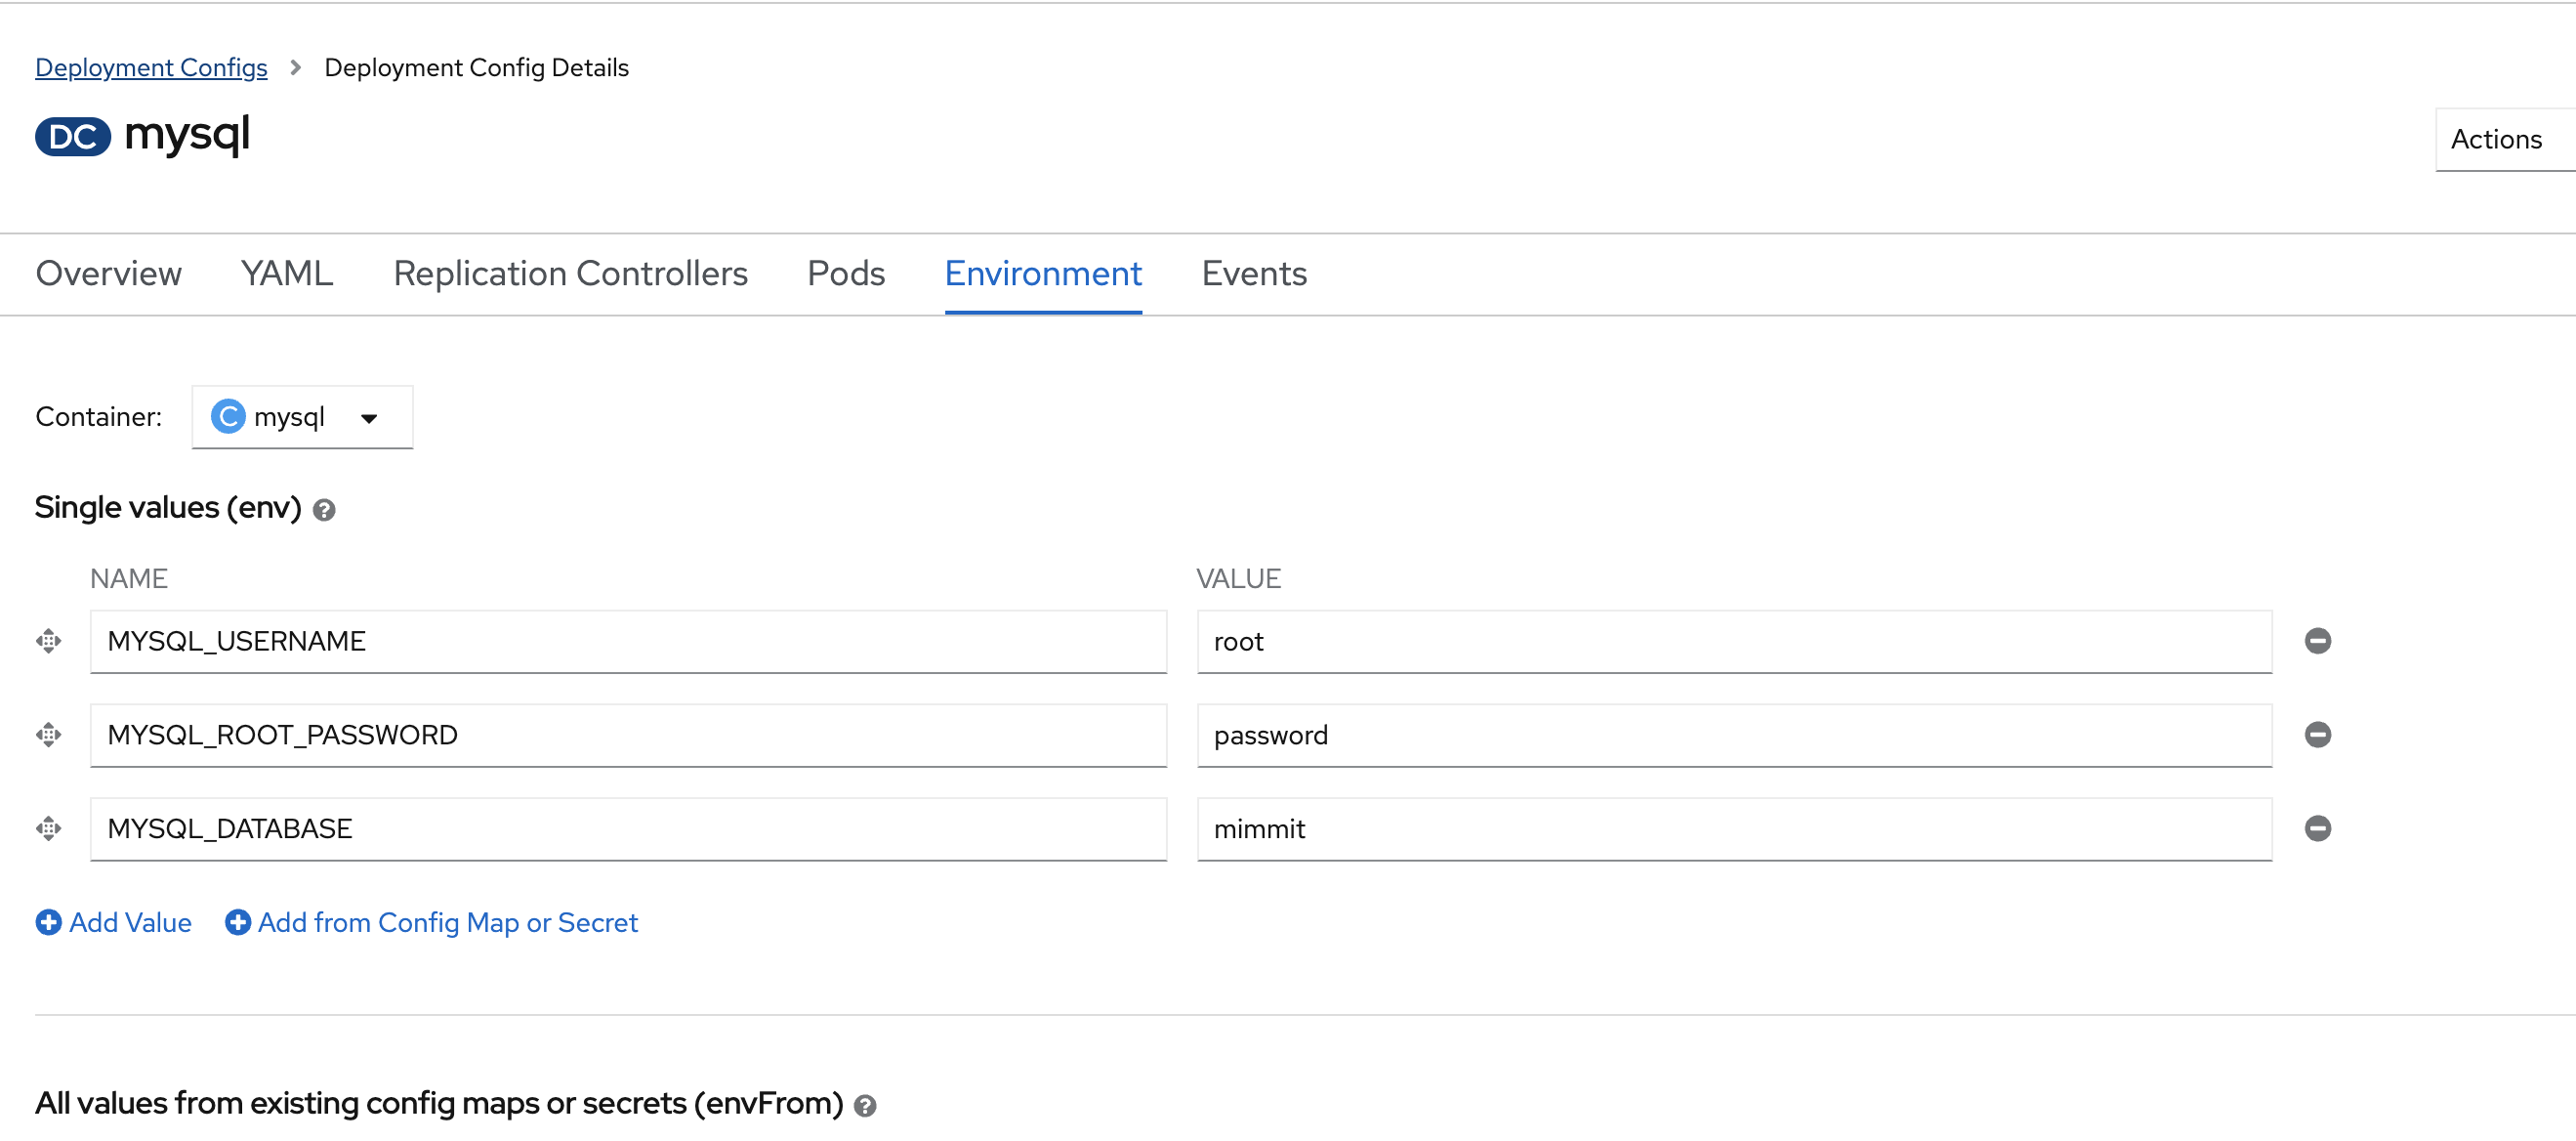 Deployment Configs > Deployment Config Details
DC mysql
Actions
Overview YAML Replication Controllers Pods Environment Events
Container: C mysql
Single values (env)
NAME VALUE
MYSQL_USERNAME root
MYSQL_ROOT_PASSWORD password
MYSQL_DATABASE mimmit
Add Value Add from Config Map or Secret
All values from existing config maps or secrets (envFrom)